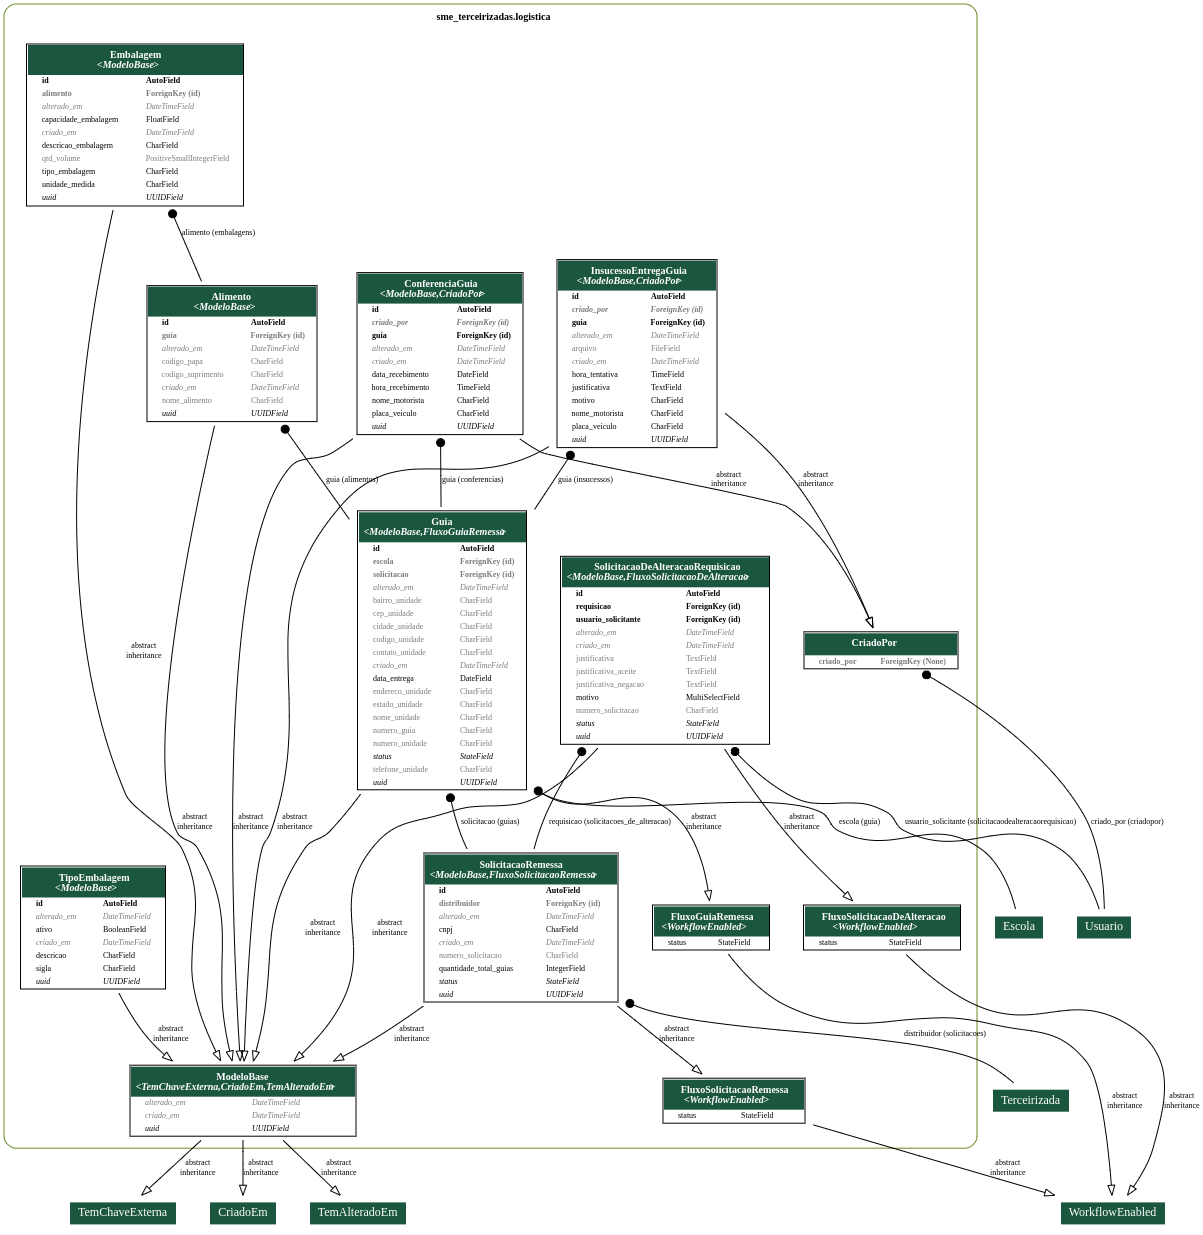 sme_terceirizadas.logistica
Embalagem
<ModeloBase>
id AutoField
alimento ForeignKey (id)
alterado_em DateTimeField
capacidade_embalagem FloatField
criado_em DateTimeField
descricao_embalagem CharField
qtd_volume PositiveSmallIntegerField
tipo_embalagem CharField
unidade_medida CharField
uuid UUIDField
alimento (embalagens)
Alimento
<ModeloBase>
id AutoField
guia ForeignKey (id)
alterado_em DateTimeField
codigo_papa CharField
codigo_suprimento CharField
criado_em DateTimeField
nome_alimento CharField
uuid UUIDField
ConferenciaGuia
<ModeloBase,CriadoPor>
id AutoField
criado_por ForeignKey (id)
guia ForeignKey (id)
alterado_em DateTimeField
criado_em DateTimeField
data_recebimento DateField
hora_recebimento TimeField
nome_motorista CharField
placa_veiculo CharField
uuid UUIDField
InsucessoEntregaGuia
<ModeloBase,CriadoPor>
id AutoField
criado_por ForeignKey (id)
guia ForeignKey (id)
alterado_em DateTimeField
arquivo FileField
criado_em DateTimeField
hora_tentativa TimeField
justificativa TextField
motivo CharField
nome_motorista CharField
placa_veiculo CharField
uuid UUIDField
guia (alimentos)
guia (conferencias)
guia (insucessos)
abstract
inheritance
abstract
inheritance
Guia
<ModeloBase,FluxoGuiaRemessa>
id AutoField
escola ForeignKey (id)
solicitacao ForeignKey (id)
alterado_em DateTimeField
bairro_unidade CharField
cep_unidade CharField
cidade_unidade CharField
codigo_unidade CharField
contato_unidade CharField
criado_em DateTimeField
data_entrega DateField
endereco_unidade CharField
estado_unidade CharField
nome_unidade CharField
numero_guia CharField
numero_unidade CharField
status StateField
telefone_unidade CharField
uuid UUIDField
SolicitacaoDeAlteracaoRequisicao
<ModeloBase,FluxoSolicitacaoDeAlteracao>
id AutoField
requisicao ForeignKey (id)
usuario_solicitante ForeignKey (id)
alterado_em DateTimeField
criado_em DateTimeField
justificativa TextField
justificativa_aceite TextField
justificativa_negacao TextField
motivo MultiSelectField
numero_solicitacao CharField
status StateField
uuid UUIDField
CriadoPor
criado_por ForeignKey (None)
abstract
inheritance
abstract
inheritance
abstract
inheritance
abstract
inheritance
solicitacao (guias)
requisicao (solicitacoes_de_alteracao)
abstract
inheritance
abstract
inheritance
escola (guia)
usuario_solicitante (solicitacaodealteracaorequisicao)
criado_por (criadopor)
TipoEmbalagem
<ModeloBase>
id AutoField
alterado_em DateTimeField
ativo BooleanField
criado_em DateTimeField
descricao CharField
sigla CharField
uuid UUIDField
abstract
inheritance
abstract
inheritance
SolicitacaoRemessa
<ModeloBase,FluxoSolicitacaoRemessa>
id AutoField
distribuidor ForeignKey (id)
alterado_em DateTimeField
cnpj CharField
criado_em DateTimeField
numero_solicitacao CharField
quantidade_total_guias IntegerField
status StateField
uuid UUIDField
FluxoGuiaRemessa
<WorkflowEnabled>
status StateField
FluxoSolicitacaoDeAlteracao
<WorkflowEnabled>
status StateField
Escola
Usuario
abstract
inheritance
abstract
inheritance
abstract
inheritance
distribuidor (solicitacoes)
ModeloBase
<TemChaveExterna,CriadoEm,TemAlteradoEm>
alterado_em DateTimeField
criado_em DateTimeField
uuid UUIDField
FluxoSolicitacaoRemessa
<WorkflowEnabled>
status StateField
Terceirizada
abstract
inheritance
abstract
inheritance
abstract
inheritance
abstract
inheritance
abstract
inheritance
abstract
inheritance
TemChaveExterna
CriadoEm
TemAlteradoEm
WorkflowEnabled